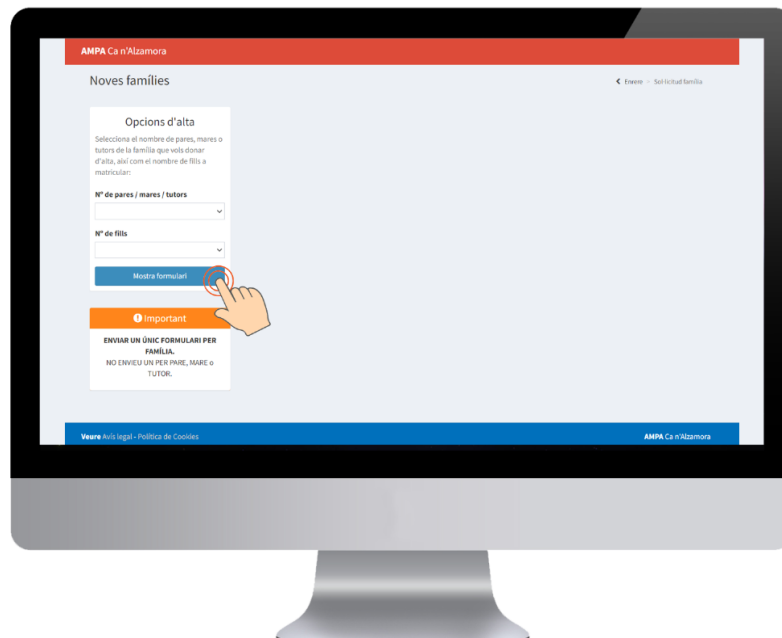 AMPA Ca n'Alzamora
Noves famílies
Enrere – Sol·licitud família
Opcions d'alta
Selecciona el nombre de pares, mares o
tutors de la família que vols donar
d'alta, així com el nombre de fills a
matricular:
Nº de pares / mares / tutors
Nº de fills
Mostra formulari
Important
ENVIAR UN ÚNIC FORMULARI PER
FAMÍLIA.
NO ENVIEU UN PER PARE, MARE o
TUTOR.
Veure Avís legal - Política de Cookies
AMPA Ca n'Alzamora